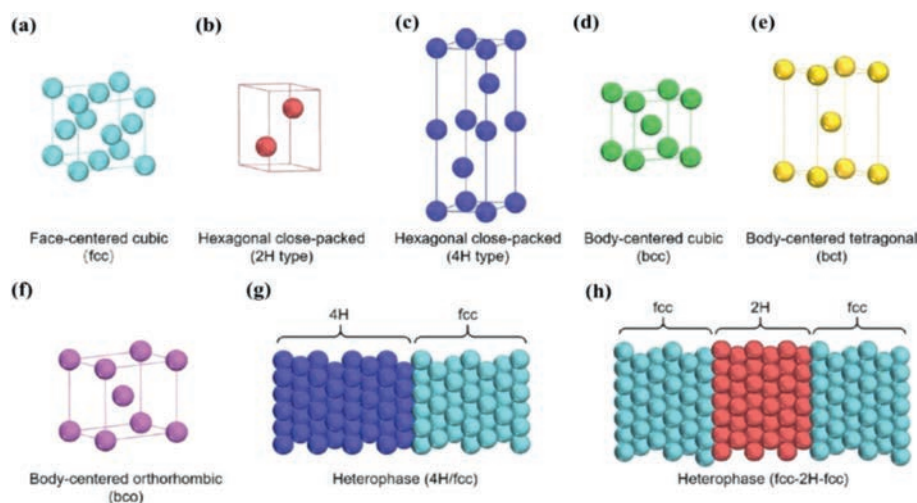 (a)
(b)
(c)
(d)
(e)
Face-centered cubic
(fcc)
Hexagonal close-packed
(2H type)
Hexagonal close-packed
(4H type)
Body-centered cubic
(bcc)
Body-centered tetragonal
(bct)
(f)
(g)
(h)
4H
fcc
fcc
2H
fcc
Body-centered orthorhombic
(bco)
Heterophase (4H/fcc)
Heterophase (fcc-2H-fcc)